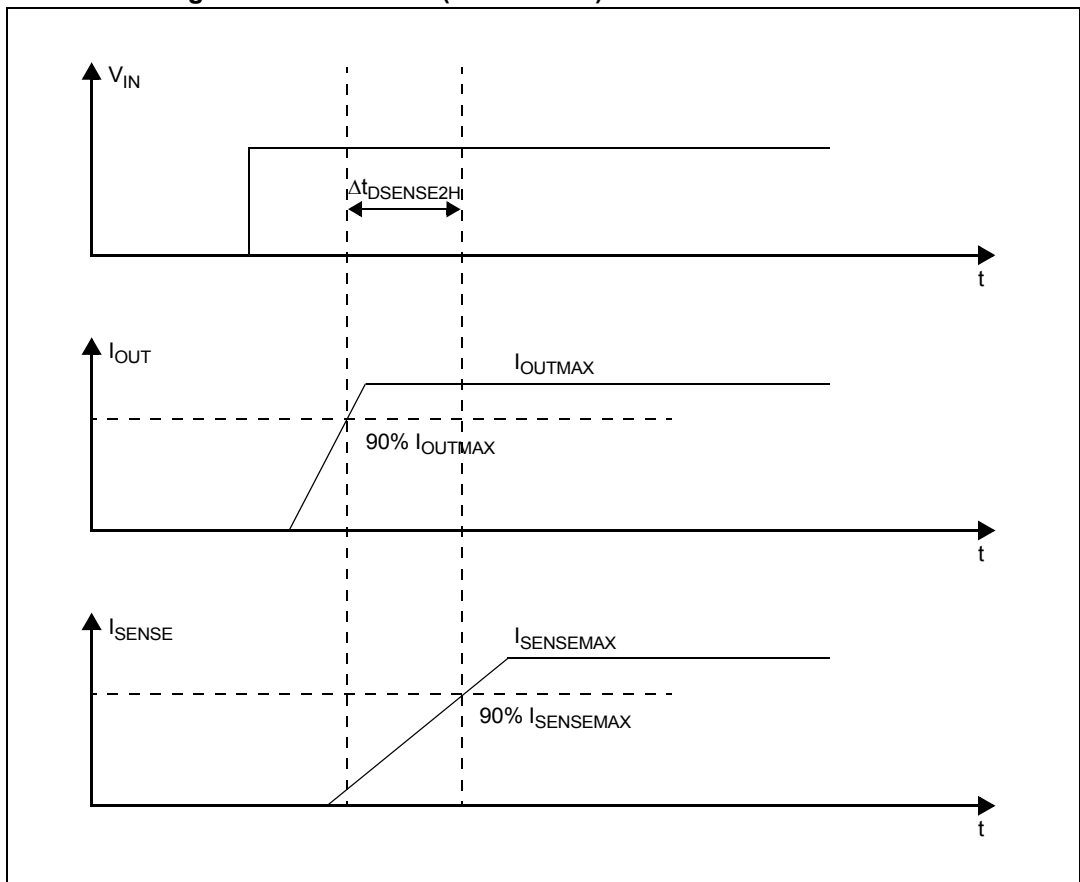 V_IN
Δt_DSENSE2H
t
I_OUT
I_OUTMAX
90% I_OUTMAX
t
I_SENSE
I_SENSEMAX
90% I_SENSEMAX
t